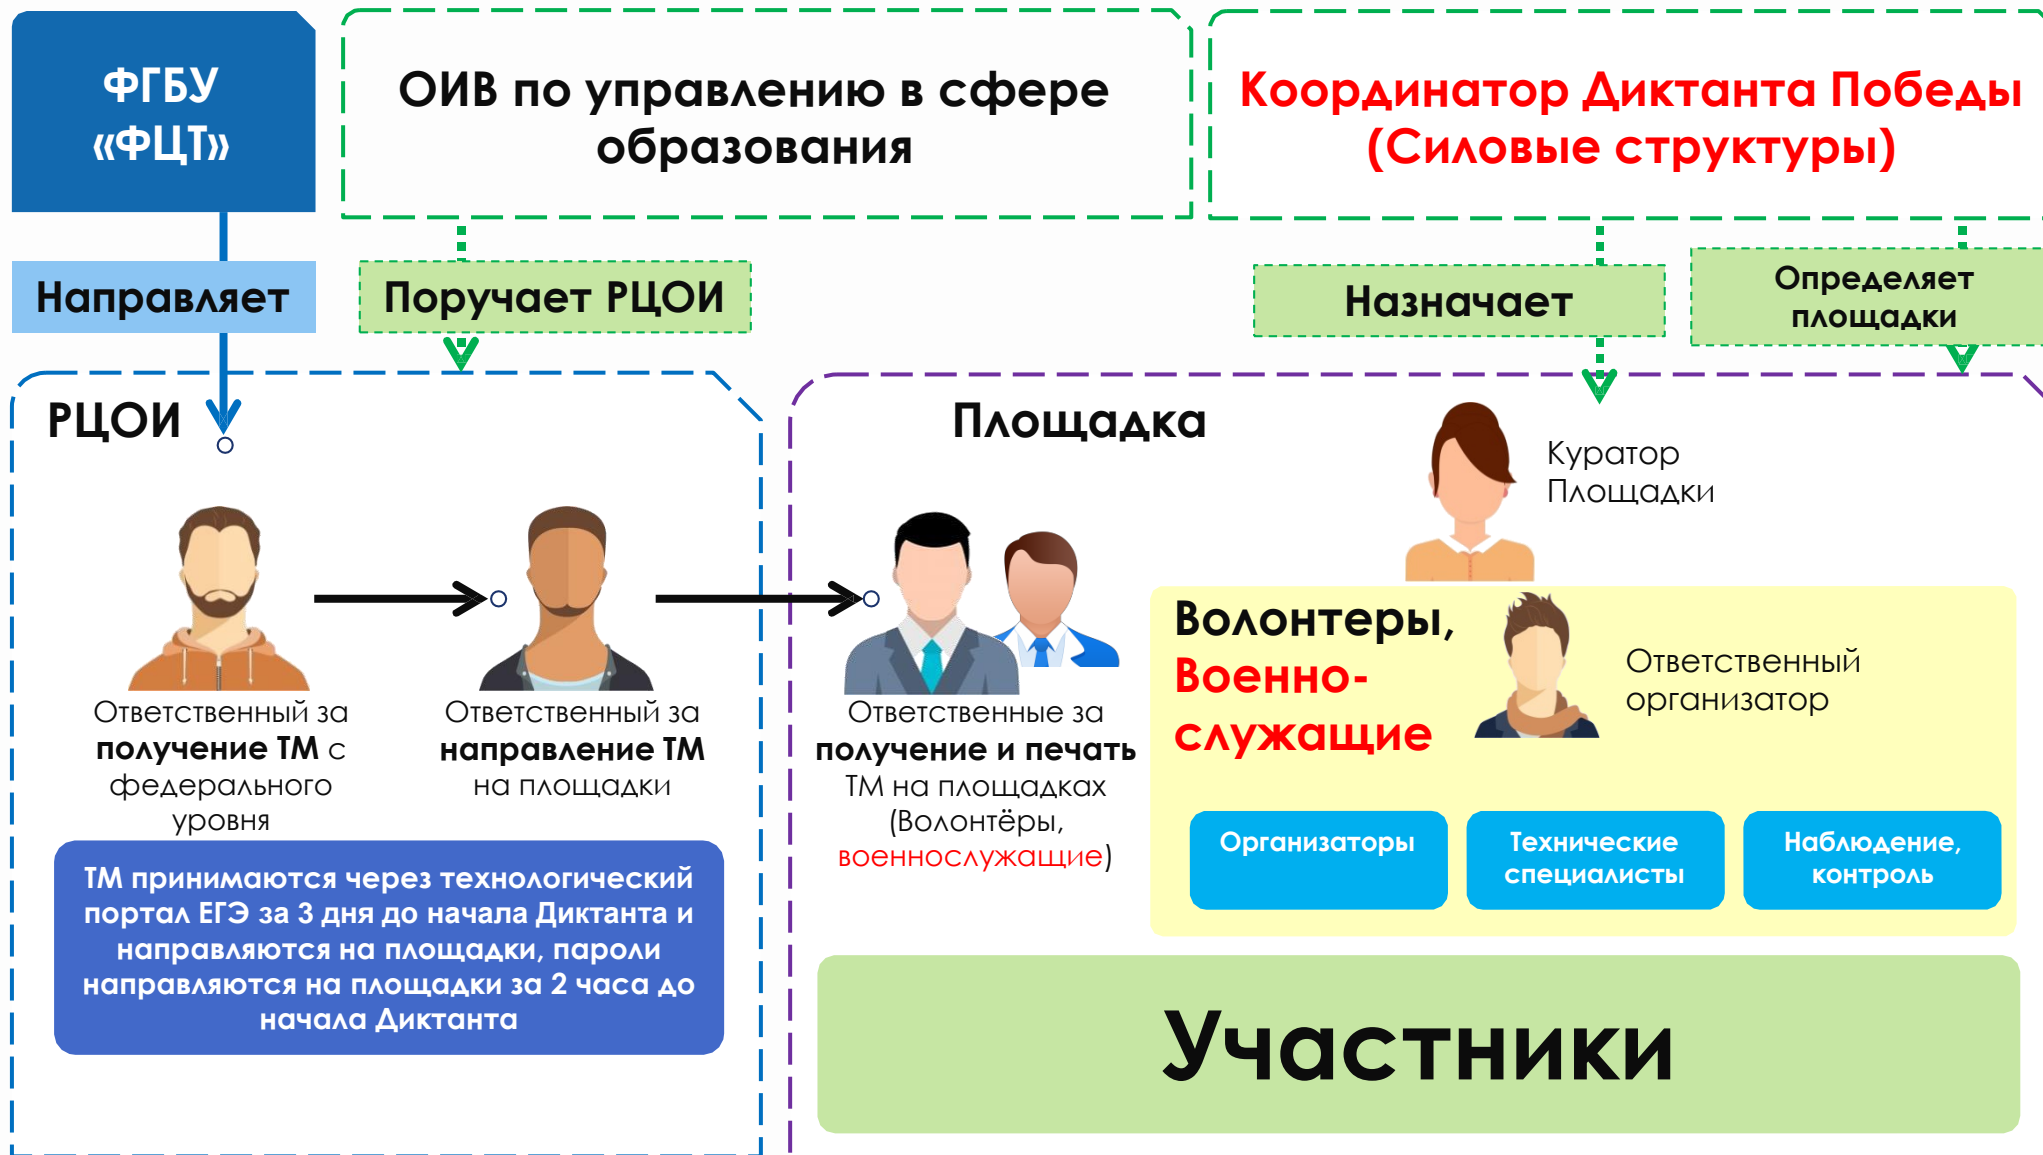 ФГБУ
«ФЦТ»
ОИВ по управлению в сфере
образования
Координатор Диктанта Победы
(Силовые структуры)
Направляет
Поручает РЦОИ
Назначает
Определяет
площадки
РЦОИ
Ответственный за
получение ТМ с
федерального
уровня
Ответственный за
направление ТМ
на площадки
ТМ принимаются через технологический
портал ЕГЭ за 3 дня до начала Диктанта и
направляются на площадки, пароли
направляются на площадки за 2 часа до
начала Диктанта
Площадка
Куратор
Площадки
Ответственные за
получение и печать
ТМ на площадках
(Волонтёры,
военнослужащие)
Волонтеры,
Военно-
служащие
Ответственный
организатор
Организаторы
Технические
специалисты
Наблюдение,
контроль
Участники